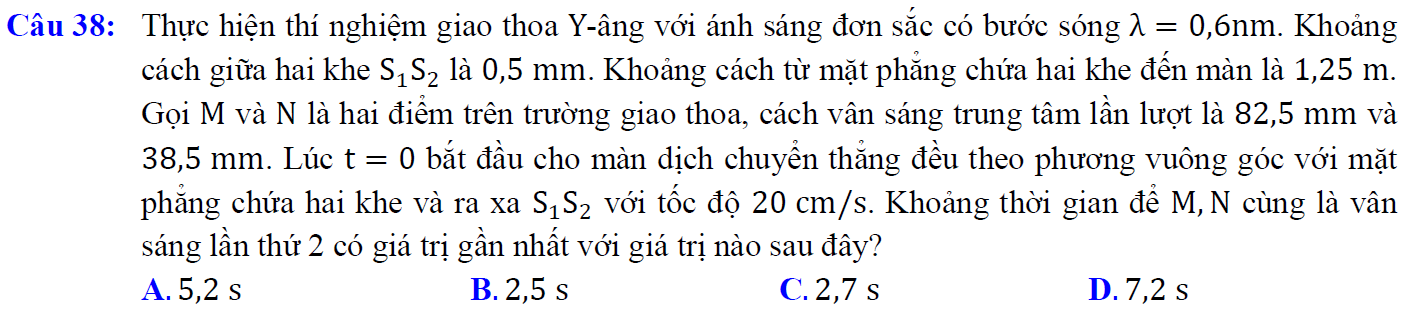 Câu 38: Thực hiện thí nghiệm giao thoa Y-âng với ánh sáng đơn sắc có bước sóng λ = 0,6nm. Khoảng
cách giữa hai khe S₁S₂ là 0,5 mm. Khoảng cách từ mặt phẳng chứa hai khe đến màn là 1,25 m.
Gọi M và N là hai điểm trên trường giao thoa, cách vân sáng trung tâm lần lượt là 82,5 mm và
38,5 mm. Lúc t = 0 bắt đầu cho màn dịch chuyển thẳng đều theo phương vuông góc với mặt
phẳng chứa hai khe và ra xa S₁S₂ với tốc độ 20 cm/s. Khoảng thời gian để M, N cùng là vân
sáng lần thứ 2 có giá trị gần nhất với giá trị nào sau đây?
A. 5,2 s B. 2,5 s C. 2,7 s D. 7,2 s